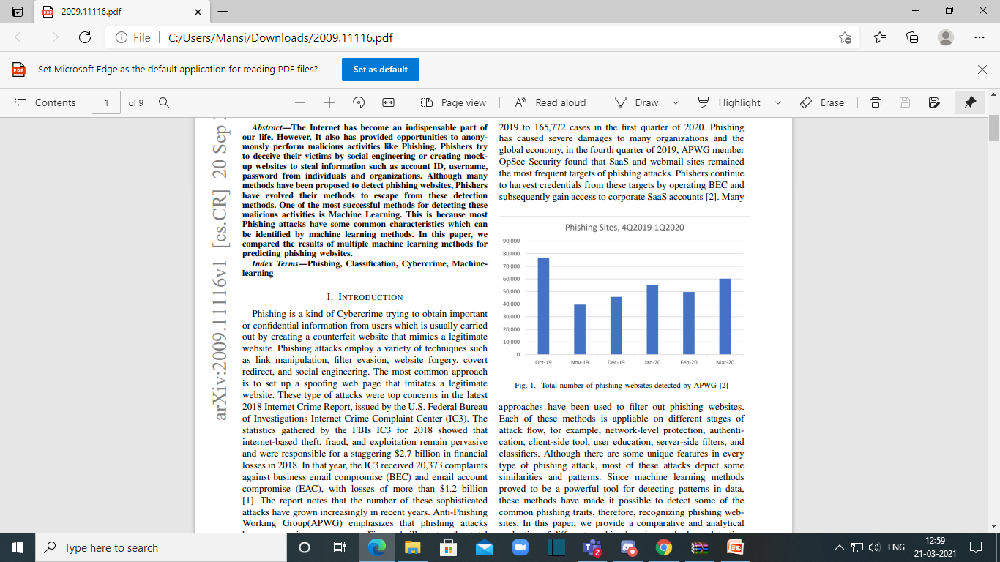 2009.11116.pdf
File
C:/Users/Mansi/Downloads/2009.11116.pdf
Set Microsoft Edge as the default application for reading PDF files?
Set as default
Contents
1
of 9
Page view
Read aloud
Draw
Highlight
Erase
arXiv:2009.11116v1 [cs.CR] 20 Sep
Abstract—The Internet has become an indispensable part of
our life, However, It also has provided opportunities to anony-
mously perform malicious activities like Phishing. Phishers try
to deceive their victims by social engineering or creating mock-
up websites to steal information such as account ID, username,
password from individuals and organizations. Although many
methods have been proposed to detect phishing websites, Phishers
have evolved their methods to escape from these detection
methods. One of the most successful methods for detecting these
malicious activities is Machine Learning. This is because most
Phishing attacks have some common characteristics which can
be identified by machine learning methods. In this paper, we
compared the results of multiple machine learning methods for
predicting phishing websites.
Index Terms—Phishing, Classification, Cybercrime, Machine-
learning
I. INTRODUCTION
Phishing is a kind of Cybercrime trying to obtain important
or confidential information from users which is usually carried
out by creating a counterfeit website that mimics a legitimate
website. Phishing attacks employ a variety of techniques such
as link manipulation, filter evasion, website forgery, covert
redirect, and social engineering. The most common approach
is to set up a spoofing web page that imitates a legitimate
website. These type of attacks were top concerns in the latest
2018 Internet Crime Report, issued by the U.S. Federal Bureau
of Investigations Internet Crime Complaint Center (IC3). The
statistics gathered by the FBIs IC3 for 2018 showed that
internet-based theft, fraud, and exploitation remain pervasive
and were responsible for a staggering $2.7 billion in financial
losses in 2018. In that year, the IC3 received 20,373 complaints
against business email compromise (BEC) and email account
compromise (EAC), with losses of more than $1.2 billion
[1]. The report notes that the number of these sophisticated
attacks have grown increasingly in recent years. Anti-Phishing
Working Group(APWG) emphasizes that phishing attacks
2019 to 165,772 cases in the first quarter of 2020. Phishing
has caused severe damages to many organizations and the
global economy, in the fourth quarter of 2019, APWG member
OpSec Security found that SaaS and webmail sites remained
the most frequent targets of phishing attacks. Phishers continue
to harvest credentials from these targets by operating BEC and
subsequently gain access to corporate SaaS accounts [2]. Many
Phishing Sites, 4Q2019-1Q2020
90,000
80,000
70,000
60,000
50,000
40,000
30,000
20,000
10,000
0
Oct-19 Nov-19 Dec-19 Jan-20 Feb-20 Mar-20
Fig. 1. Total number of phishing websites detected by APWG [2]
approaches have been used to filter out phishing websites.
Each of these methods is appliable on different stages of
attack flow, for example, network-level protection, authenti-
cation, client-side tool, user education, server-side filters, and
classifiers. Although there are some unique features in every
type of phishing attack, most of these attacks depict some
similarities and patterns. Since machine learning methods
proved to be a powerful tool for detecting patterns in data,
these methods have made it possible to detect some of the
common phishing traits, therefore, recognizing phishing web-
sites. In this paper, we provide a comparative and analytical
Type here to search
2
ENG
12:59
21-03-2021